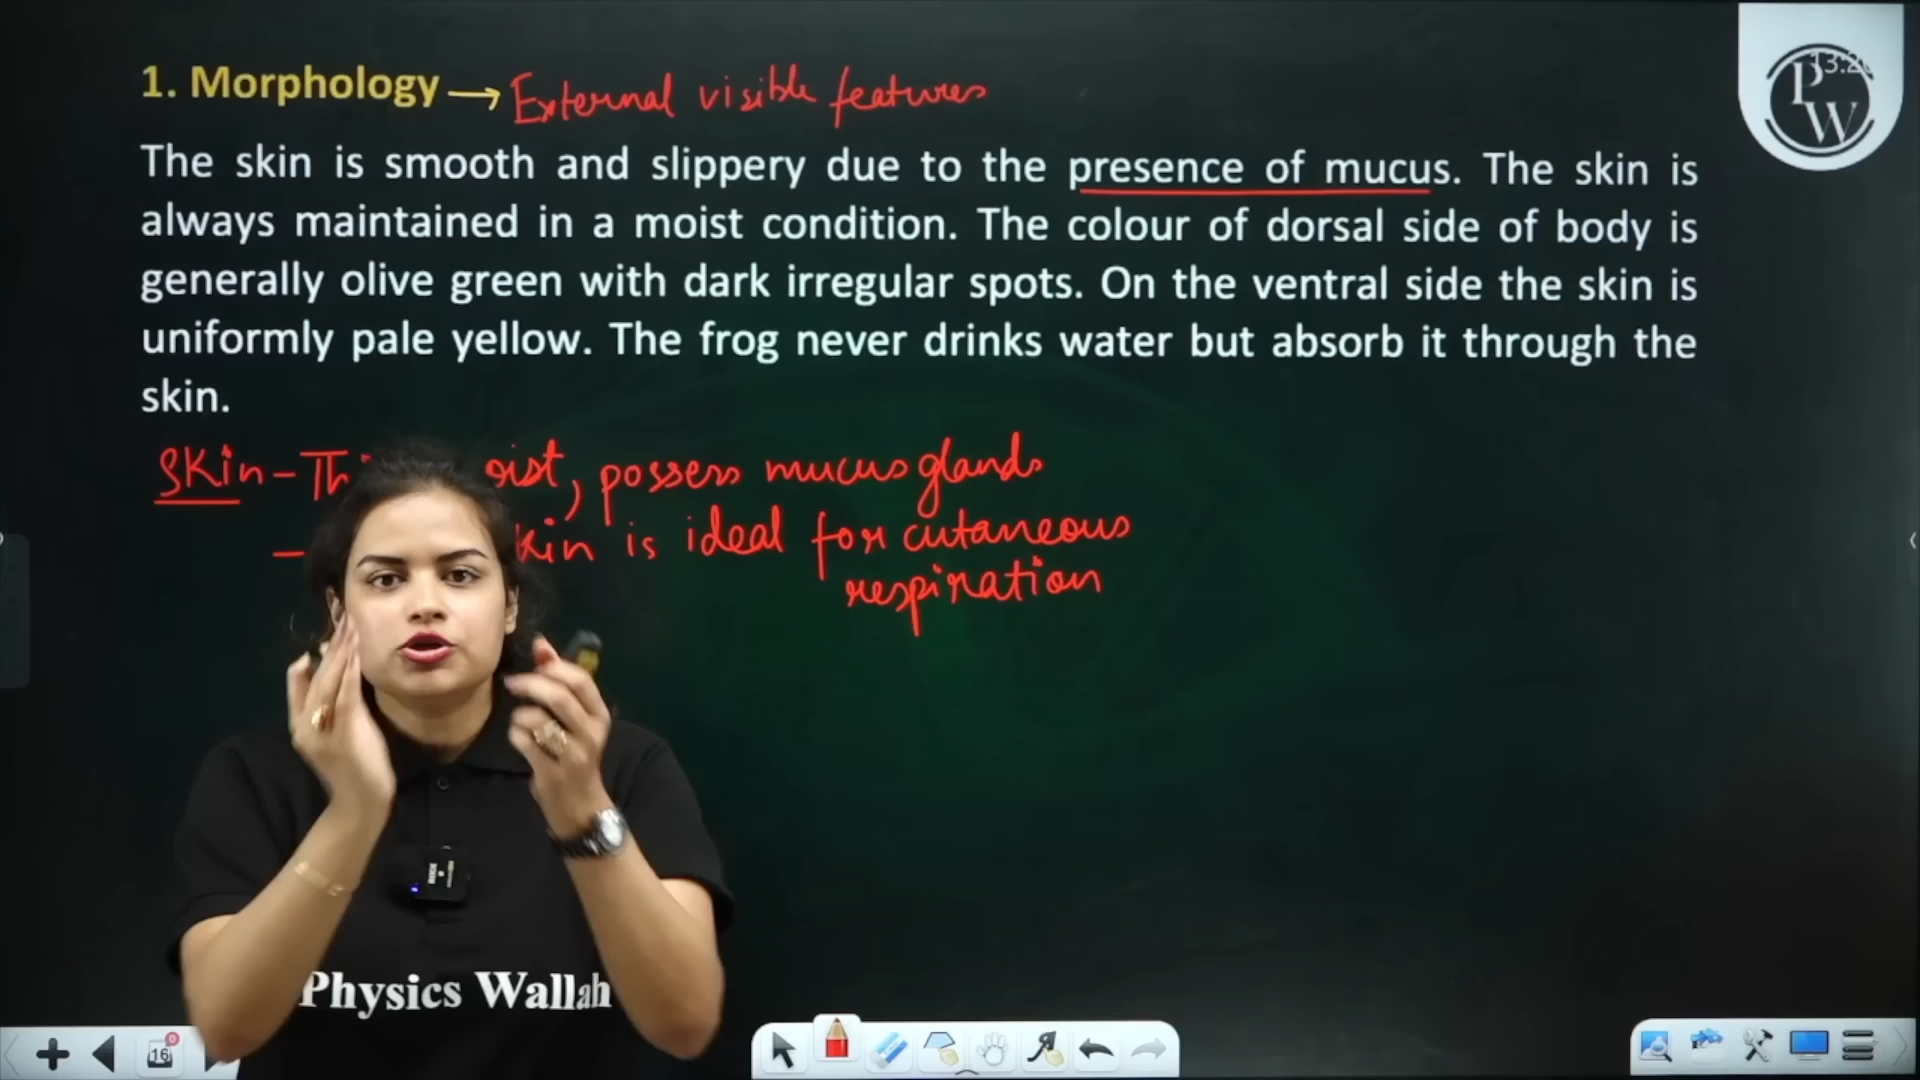 1. Morphology → External visible features
The skin is smooth and slippery due to the presence of mucus. The skin is
always maintained in a moist condition. The colour of dorsal side of body is
generally olive green with dark irregular spots. On the ventral side the skin is
uniformly pale yellow. The frog never drinks water but absorb it through the
skin.
Skin - possess mucus glands
- is ideal for cutaneous
respiration
Physics Wallah
PW
16
0